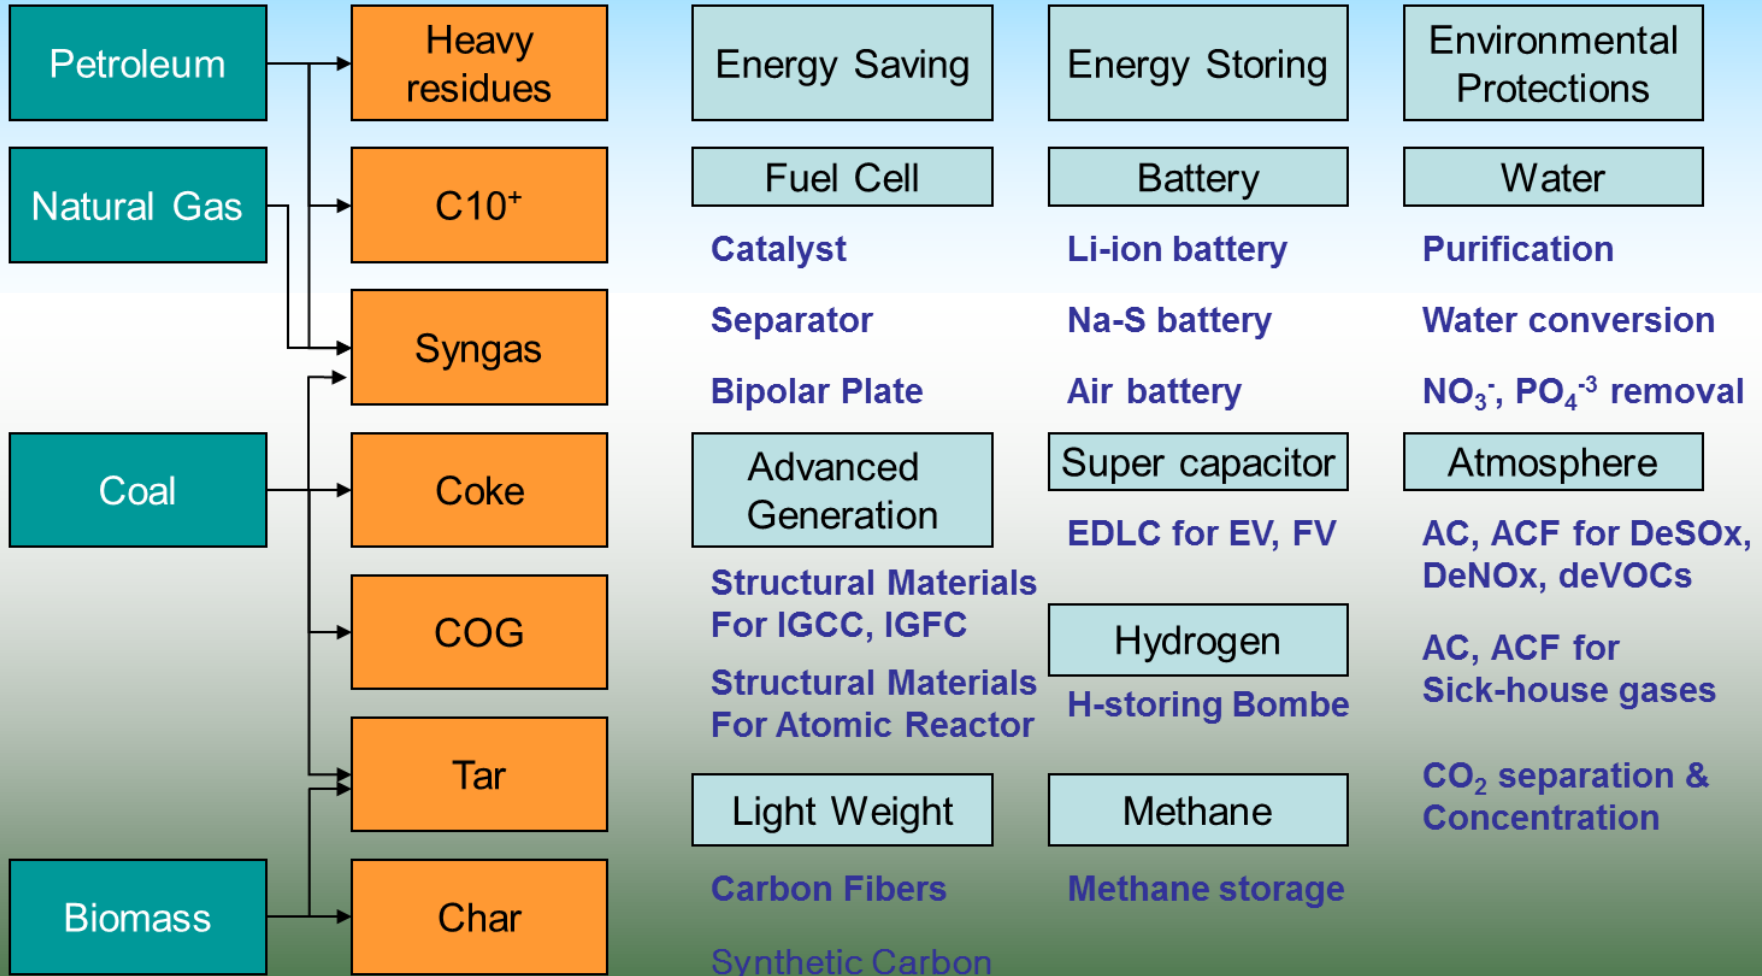 Petroleum
Natural Gas
Coal
Biomass
Heavy
residues
C10⁺
Syngas
Coke
COG
Tar
Char
Energy Saving
Fuel Cell
Catalyst
Separator
Bipolar Plate
Advanced
Generation
Structural Materials
For IGCC, IGFC
Structural Materials
For Atomic Reactor
Light Weight
Carbon Fibers
Synthetic Carbon
Energy Storing
Battery
Li-ion battery
Na-S battery
Air battery
Super capacitor
EDLC for EV, FV
Hydrogen
H-storing Bombe
Methane
Methane storage
Environmental
Protections
Water
Purification
Water conversion
NO₃⁻, PO₄⁻³ removal
Atmosphere
AC, ACF for DeSOx,
DeNOx, deVOCs
AC, ACF for
Sick-house gases
CO₂ separation &
Concentration